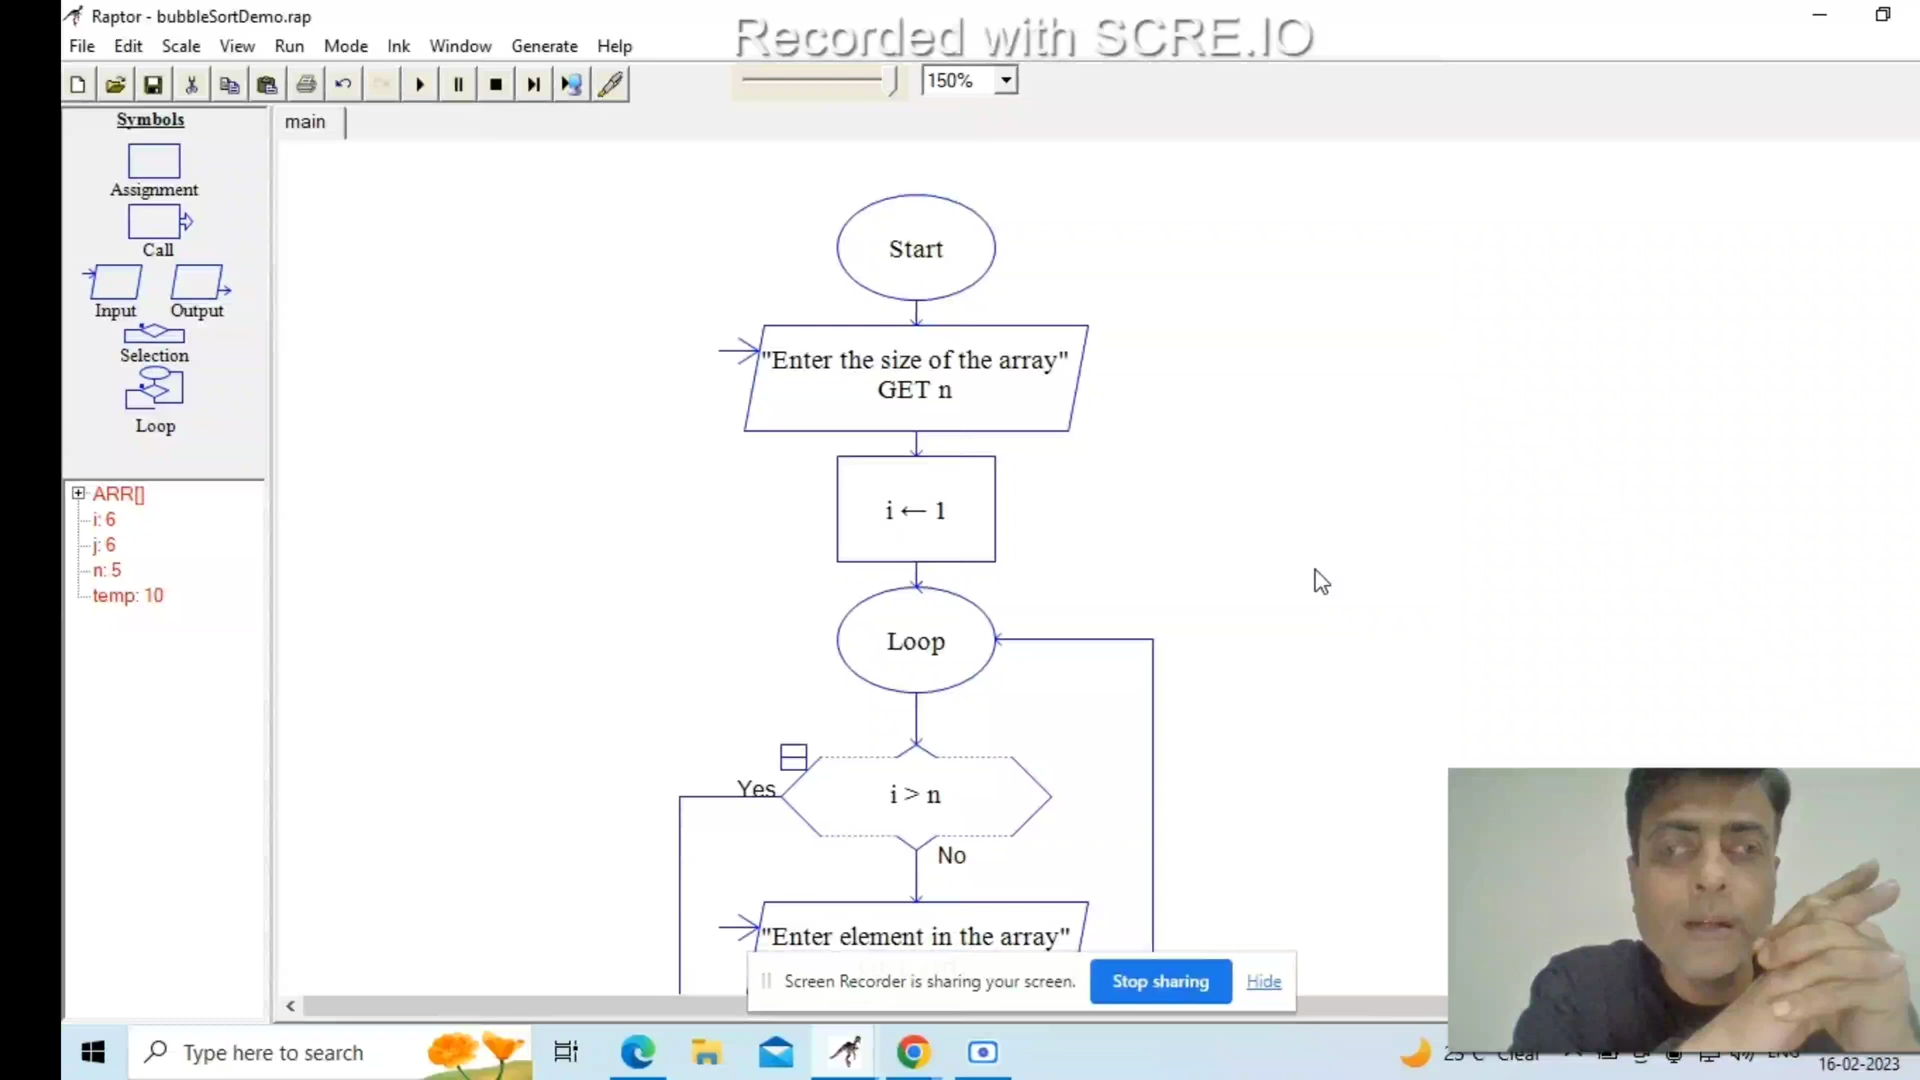 Raptor - bubbleSortDemo.rap
Recorded with SCRE.IO
File Edit Scale View Run Mode Ink Window Generate Help
150%
Symbols
main
Assignment
Call
Input Output
Selection
Loop
ARR[]
i: 6
j: 6
n: 5
temp: 10
Start
"Enter the size of the array"
GET n
i ← 1
Loop
Yes
i > n
No
"Enter element in the array"
Screen Recorder is sharing your screen.
Stop sharing
Hide
Type here to search
16-02-2023